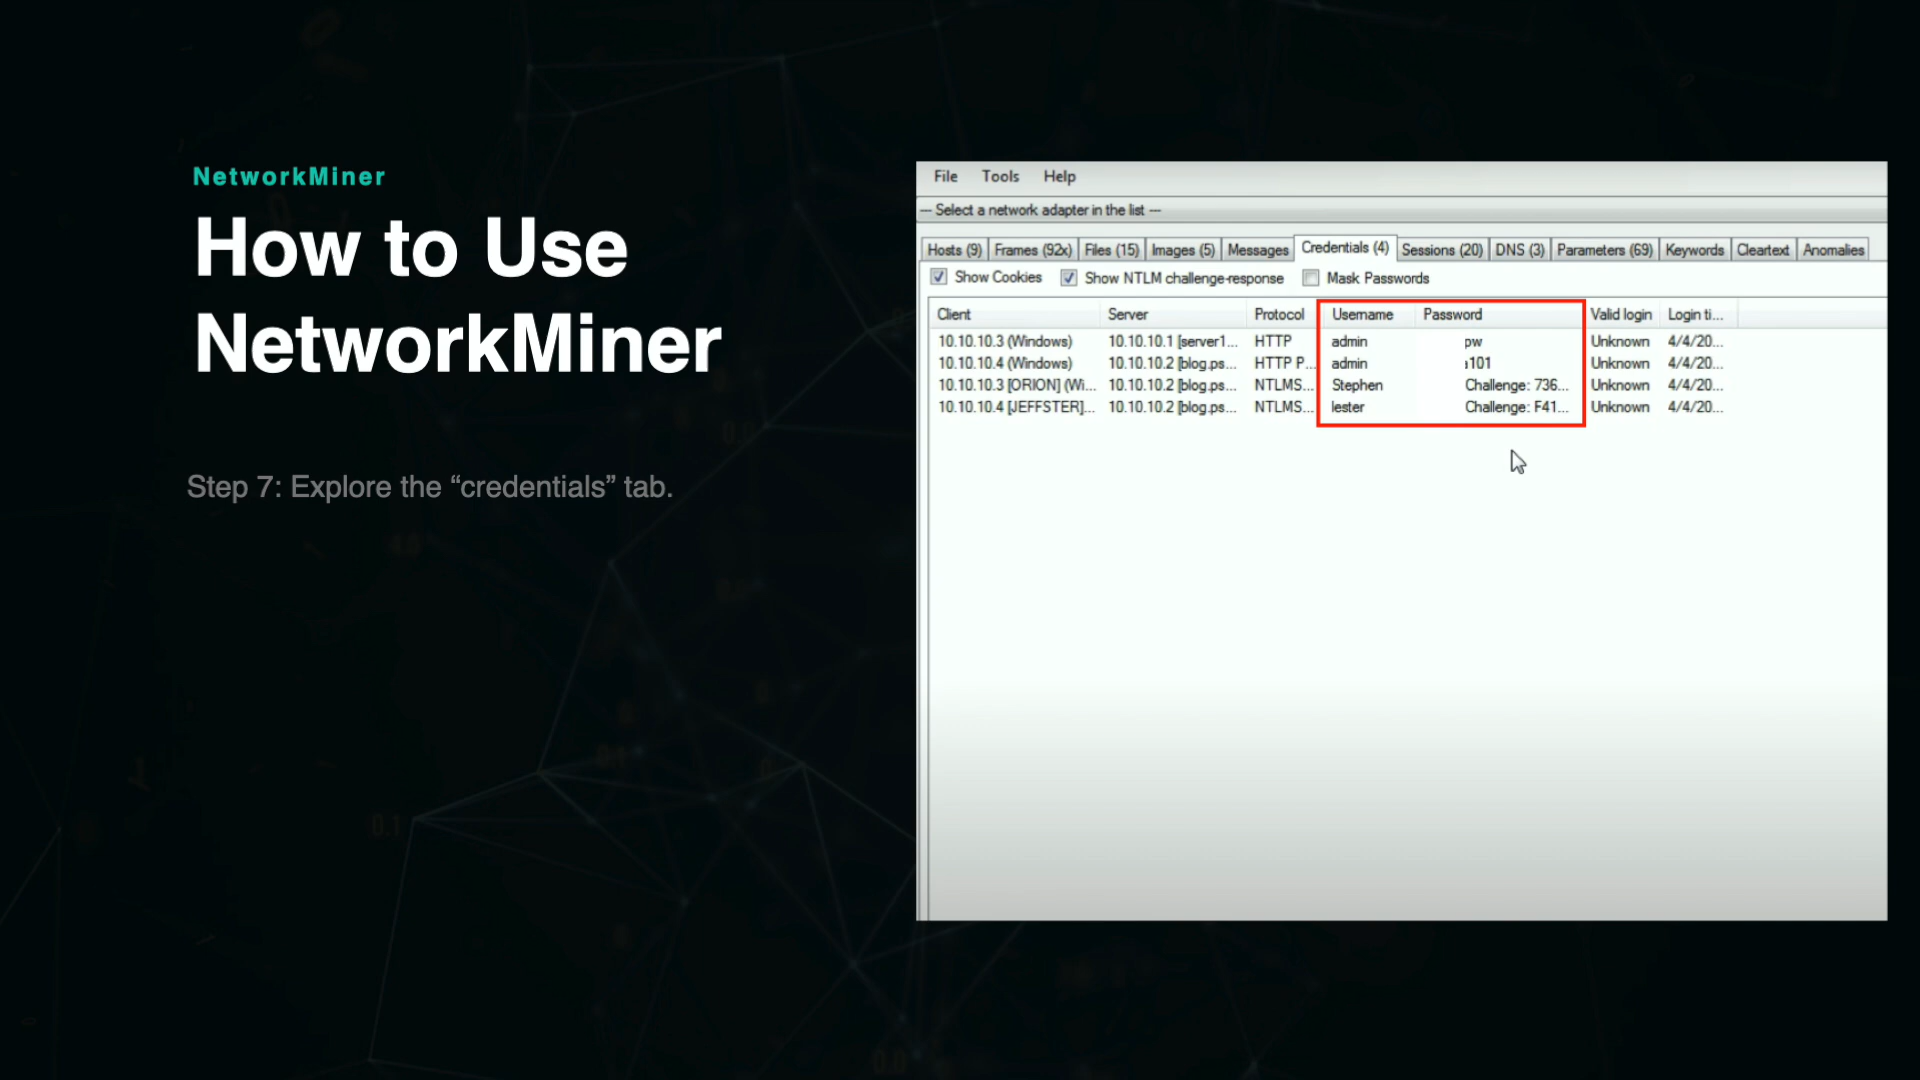 NetworkMiner
How to Use
NetworkMiner
Step 7: Explore the “credentials” tab.
File Tools Help
--- Select a network adapter in the list ---
Hosts (9) Frames (92x) Files (15) Images (5) Messages Credentials (4) Sessions (20) DNS (3) Parameters (69) Keywords Cleartext Anomalies
Show Cookies Show NTLM challenge-response Mask Passwords
Client Server Protocol Username Password Valid login Login ti...
10.10.10.3 (Windows) 10.10.10.1 [server1... HTTP admin pw Unknown 4/4/20...
10.10.10.4 (Windows) 10.10.10.2 [blog.ps... HTTP P... admin 101 Unknown 4/4/20...
10.10.10.3 [ORION] (Wi... 10.10.10.2 [blog.ps... NTLMS... Stephen Challenge: 736... Unknown 4/4/20...
10.10.10.4 [JEFFSTER]... 10.10.10.2 [blog.ps... NTLMS... lester Challenge: F41... Unknown 4/4/20...